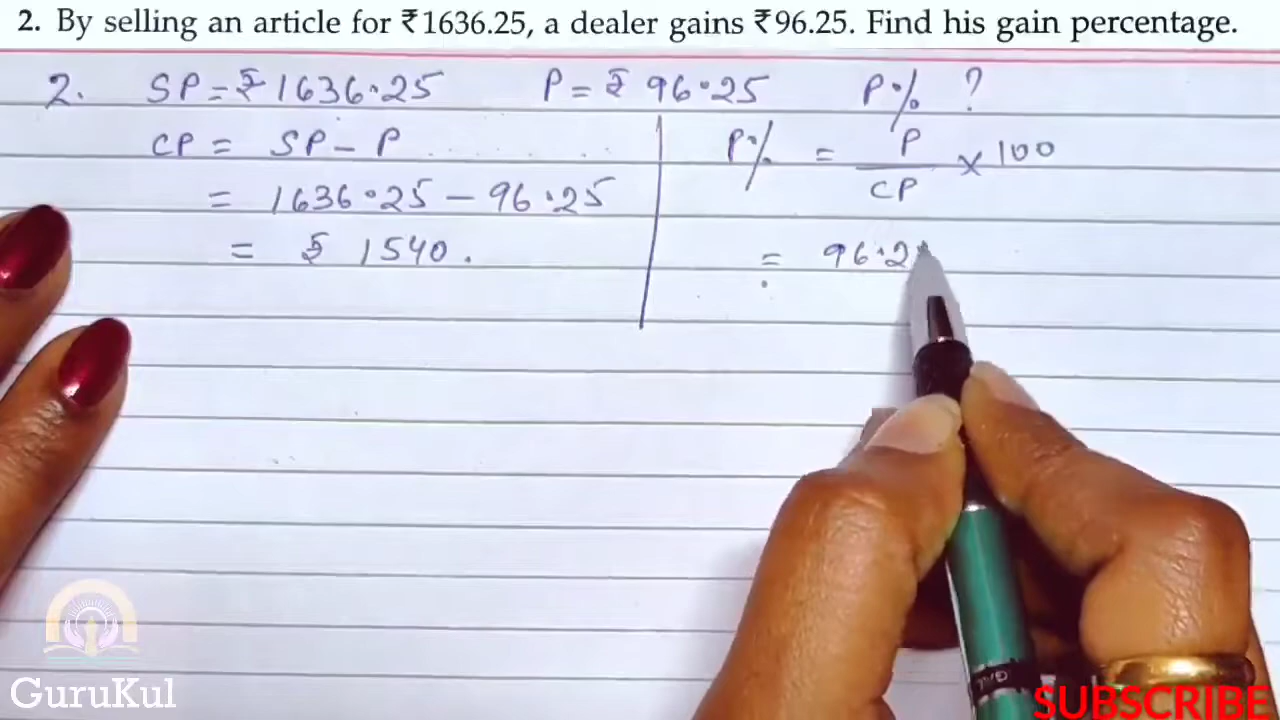 2. By selling an article for ₹1636.25, a dealer gains ₹96.25. Find his gain percentage.
2. SP = ₹ 1636.25 P = ₹ 96.25 P% ?
CP = SP – P
= 1636.25 – 96.25
= ₹ 1540.
P% = P/CP × 100
= 96.2
GuruKul
SUBSCRIBE